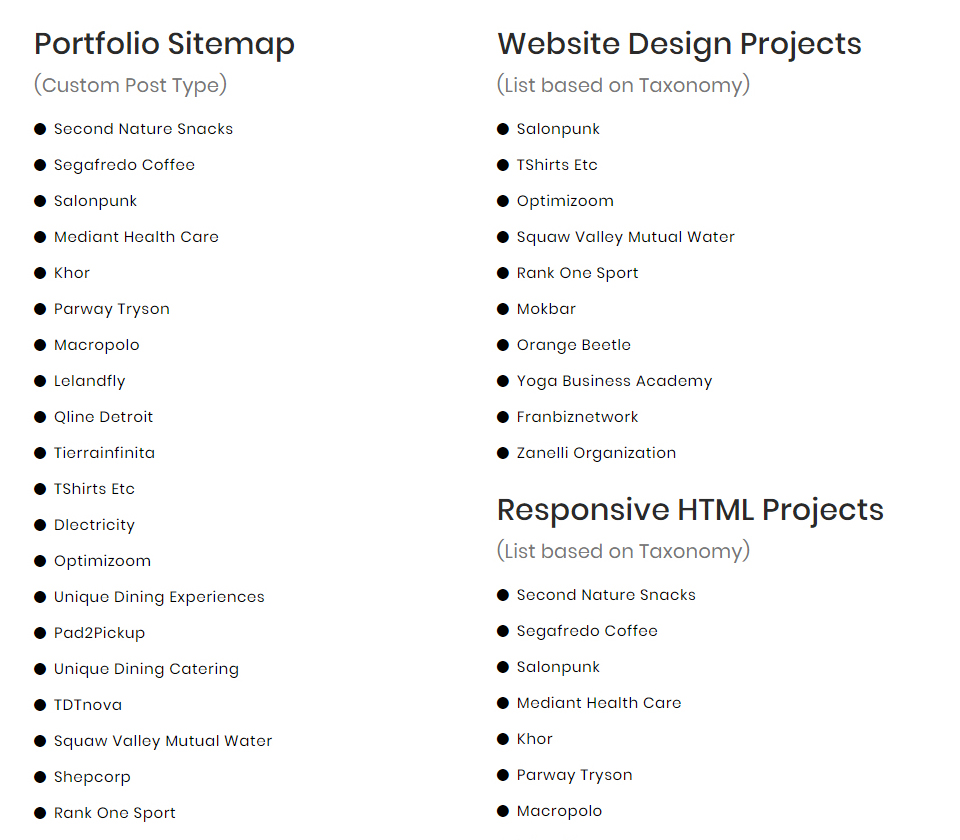 Portfolio Sitemap
(Custom Post Type)
Second Nature Snacks
Segafredo Coffee
Salonpunk
Mediant Health Care
Khor
Parway Tryson
Macropolo
Lelandfly
Qline Detroit
Tierrainfinita
TShirts Etc
Dlectricity
Optimizoom
Unique Dining Experiences
Pad2Pickup
Unique Dining Catering
TDTnova
Squaw Valley Mutual Water
Shepcorp
Rank One Sport
Website Design Projects
(List based on Taxonomy)
Salonpunk
TShirts Etc
Optimizoom
Squaw Valley Mutual Water
Rank One Sport
Mokbar
Orange Beetle
Yoga Business Academy
Franbiznetwork
Zanelli Organization
Responsive HTML Projects
(List based on Taxonomy)
Second Nature Snacks
Segafredo Coffee
Salonpunk
Mediant Health Care
Khor
Parway Tryson
Macropolo